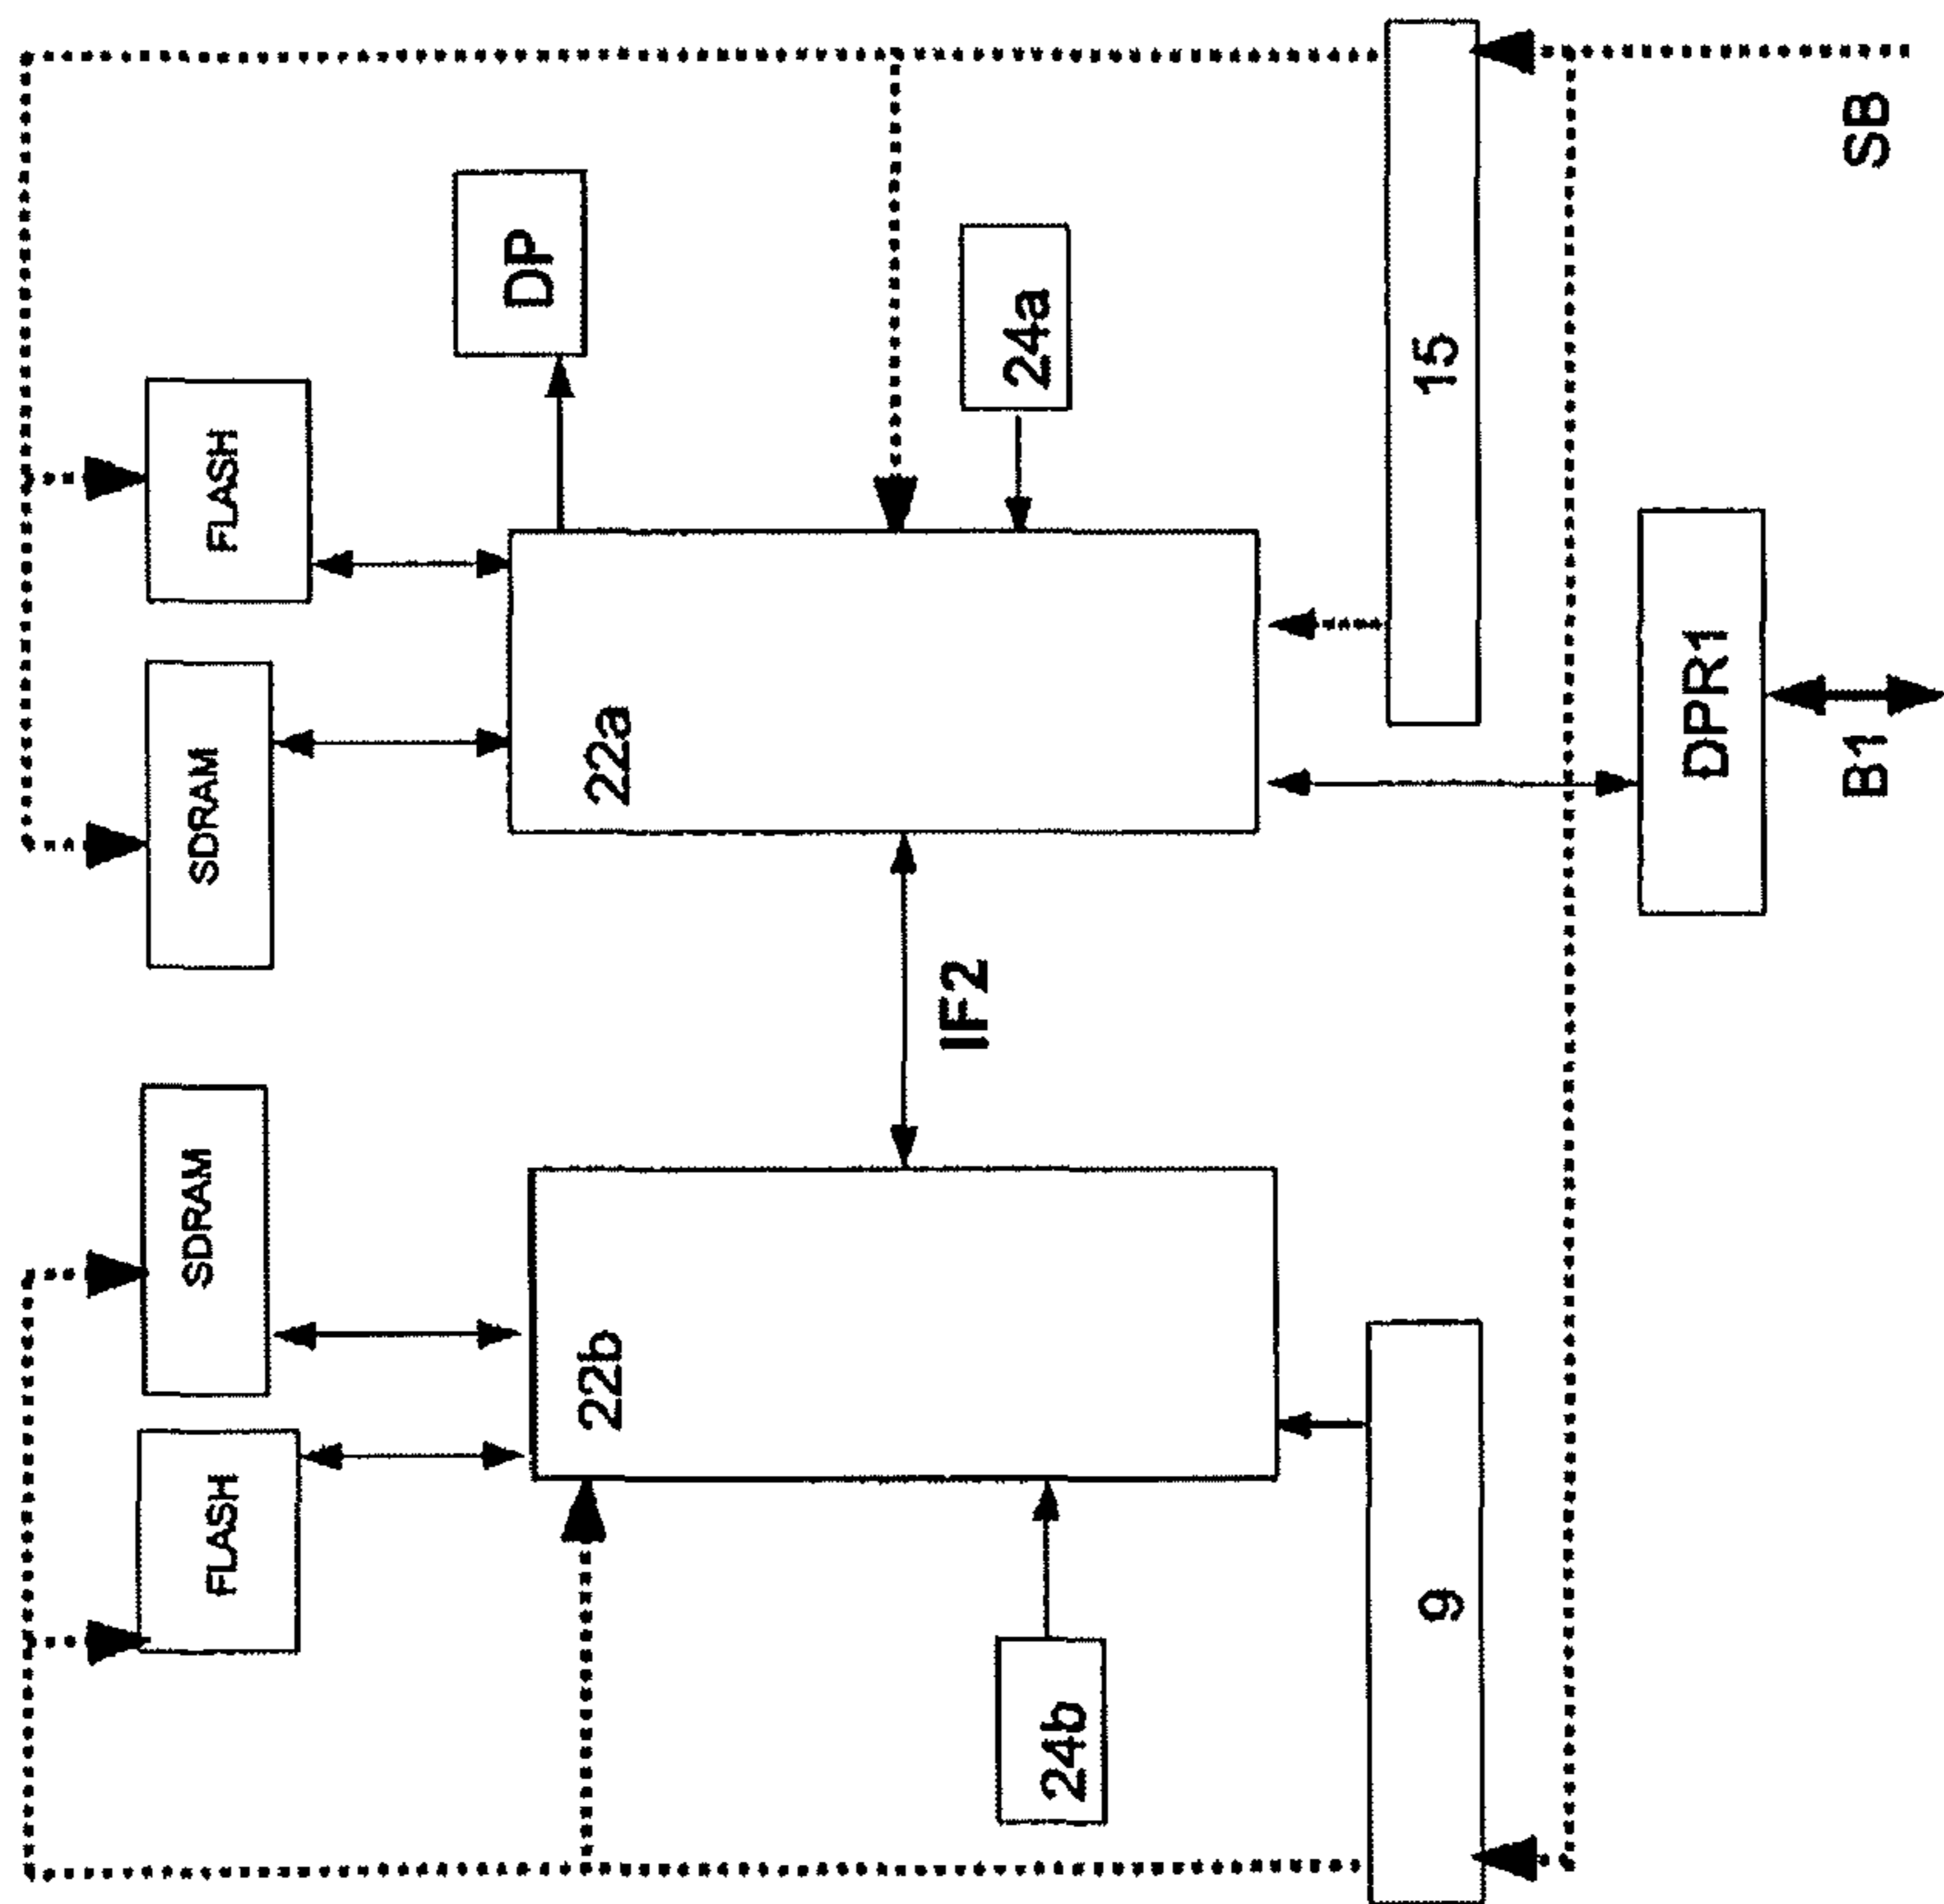 FLASH
SDRAM
SDRAM
FLASH
DP
22b
22a
IF2
24b
24a
9
15
DPR1
B1
SB